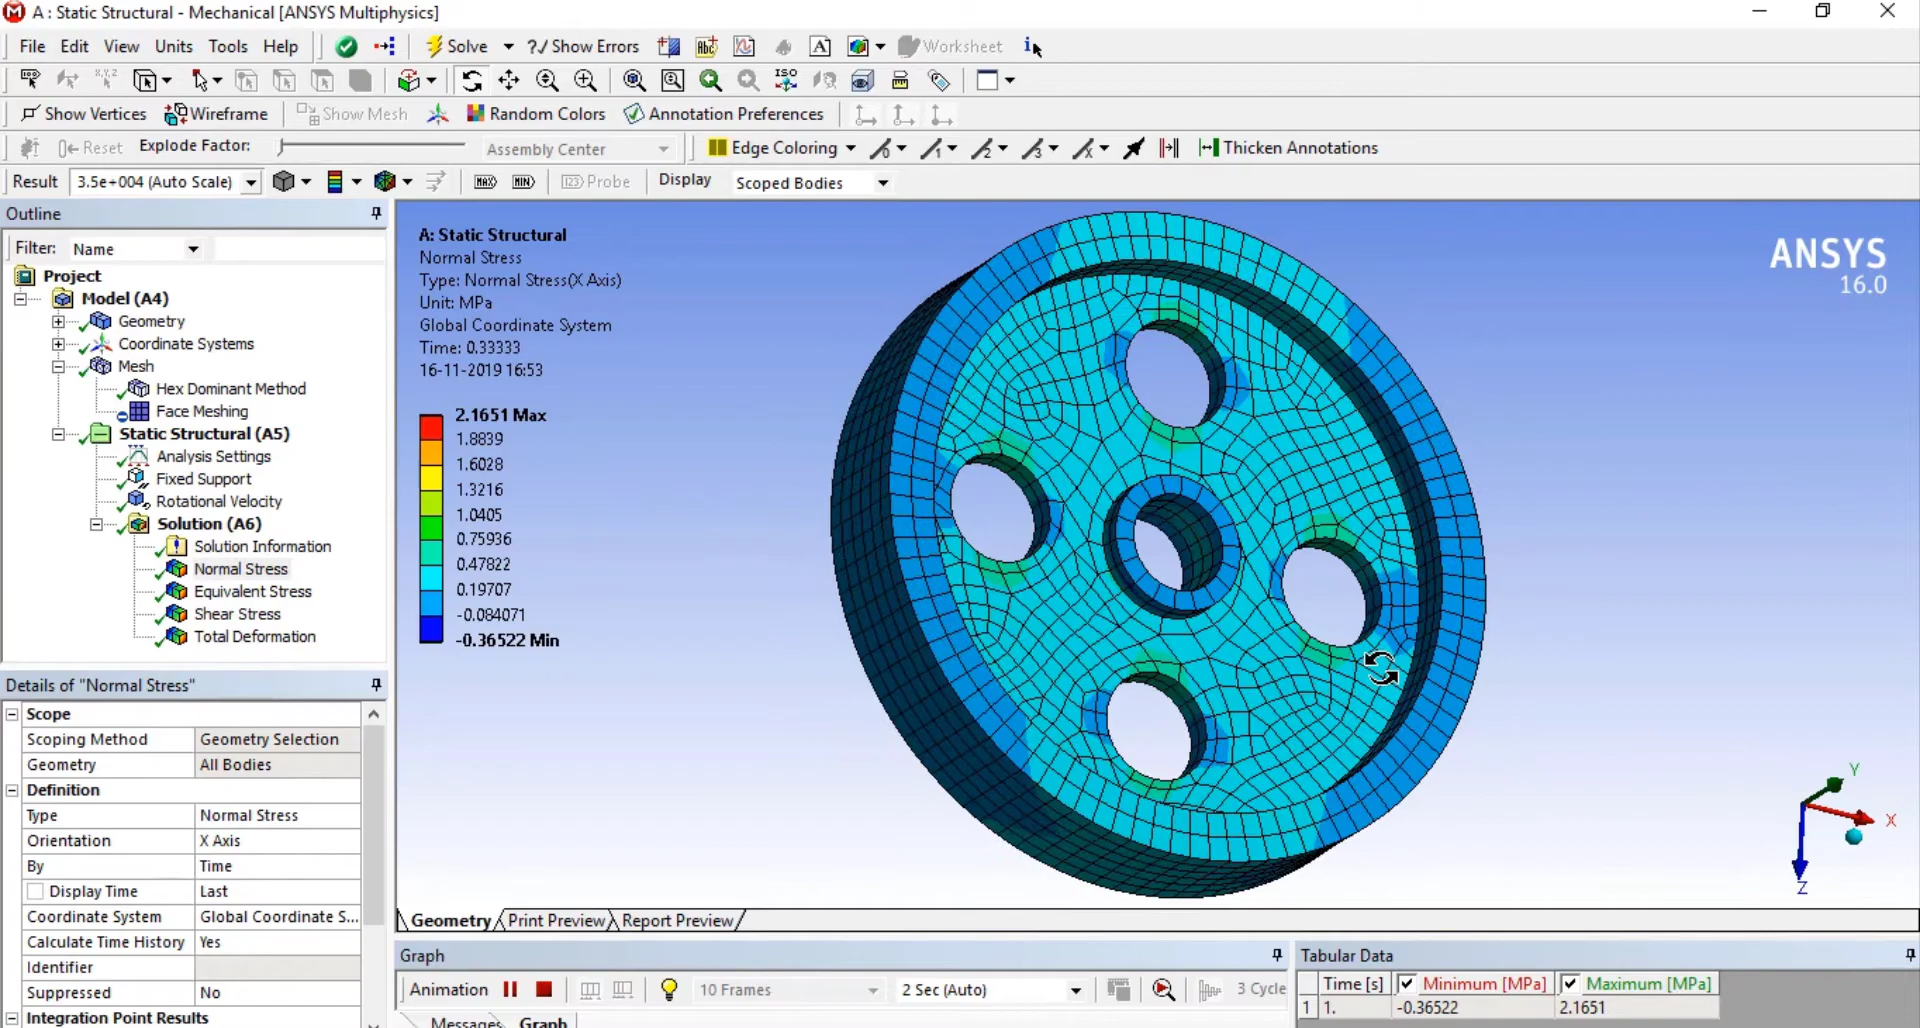 A : Static Structural - Mechanical [ANSYS Multiphysics]
File Edit View Units Tools Help Solve ?/ Show Errors Worksheet
ISO
Show Vertices Wireframe Show Mesh Random Colors Annotation Preferences
Reset Explode Factor: Assembly Center Edge Coloring Thicken Annotations
Result 3.5e+004 (Auto Scale) MAX MIN Probe Display Scoped Bodies
Outline
Filter: Name
Project
Model (A4)
Geometry
Coordinate Systems
Mesh
Hex Dominant Method
Face Meshing
Static Structural (A5)
Analysis Settings
Fixed Support
Rotational Velocity
Solution (A6)
Solution Information
Normal Stress
Equivalent Stress
Shear Stress
Total Deformation
Details of "Normal Stress"
Scope
Scoping Method Geometry Selection
Geometry All Bodies
Definition
Type Normal Stress
Orientation X Axis
By Time
Display Time Last
Coordinate System Global Coordinate S...
Calculate Time History Yes
Identifier
Suppressed No
Integration Point Results
A: Static Structural
Normal Stress
Type: Normal Stress(X Axis)
Unit: MPa
Global Coordinate System
Time: 0.33333
16-11-2019 16:53
2.1651 Max
1.8839
1.6028
1.3216
1.0405
0.75936
0.47822
0.19707
-0.084071
-0.36522 Min
ANSYS
16.0
Y
X
Z
Geometry Print Preview Report Preview
Graph
Animation 10 Frames 2 Sec (Auto) 3 Cycle
Messages Graph
Tabular Data
Time [s] Minimum [MPa] Maximum [MPa]
1 1. -0.36522 2.1651